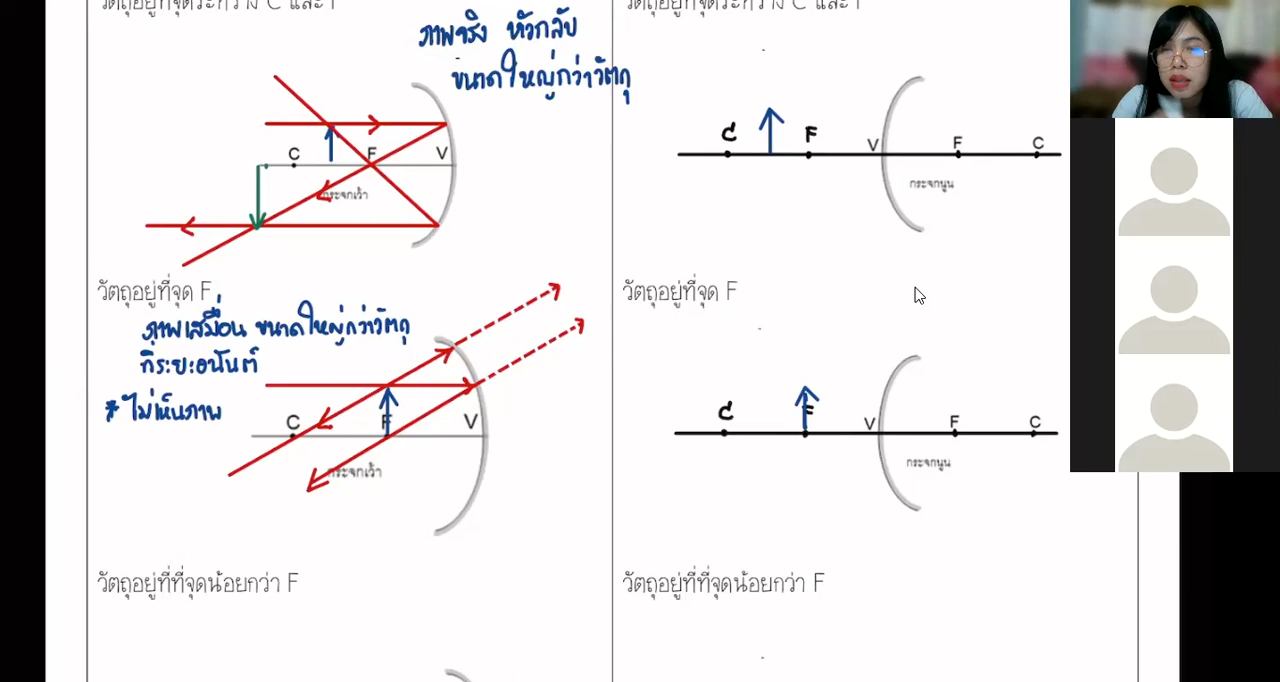 วัตถุอยู่ที่จุดระหว่าง C และ F
วัตถุอยู่ที่จุดระหว่าง C และ F
ภาพจริง หัวกลับ
ขนาดใหญ่กว่าวัตถุ
C F V
กระจกเว้า
C F V F C
กระจกนูน
วัตถุอยู่ที่จุด F
ภาพเสมือน ขนาดใหญ่กว่าวัตถุ
ที่ระยะอนันต์
* ไม่เห็นภาพ
C F V
กระจกเว้า
วัตถุอยู่ที่จุด F
C F V F C
กระจกนูน
วัตถุอยู่ที่ที่จุดน้อยกว่า F
วัตถุอยู่ที่ที่จุดน้อยกว่า F